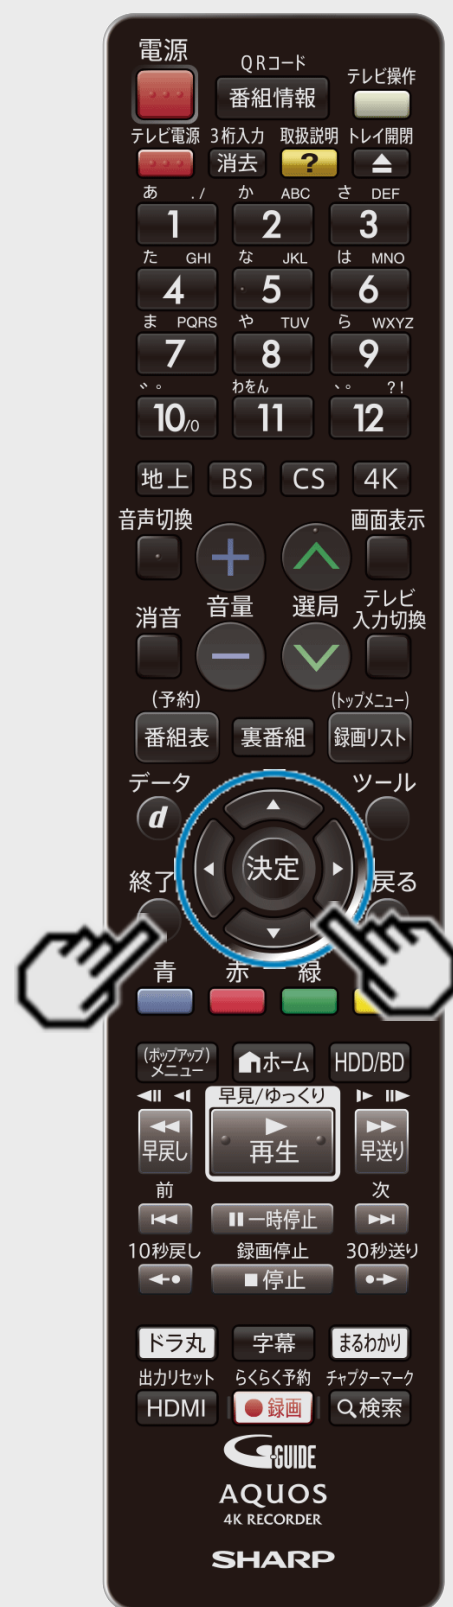 電源
QRコード
番組情報
テレビ操作
テレビ電源 3桁入力 取扱説明 トレイ開閉
消去 ?
あ ./ か ABC さ DEF
1 2 3
た GHI な JKL は MNO
4 5 6
ま PQRS や TUV ら WXYZ
7 8 9
゛゜ わをん 、。 ?!
10/0 11 12
地上 BS CS 4K
音声切換 画面表示
消音 音量 選局 テレビ
入力切換
(予約) (トップメニュー)
番組表 裏番組 録画リスト
データ ツール
d 決定
終了 戻る
青 赤 緑
(ポップアップ)
メニュー ホーム HDD/BD
早見/ゆっくり
早戻し 再生 早送り
前 次
一時停止
10秒戻し 録画停止 30秒送り
停止
ドラ丸 字幕 まるわかり
出力リセット らくらく予約 チャプターマーク
HDMI 録画 検索
G-GUIDE
AQUOS
4K RECORDER
SHARP